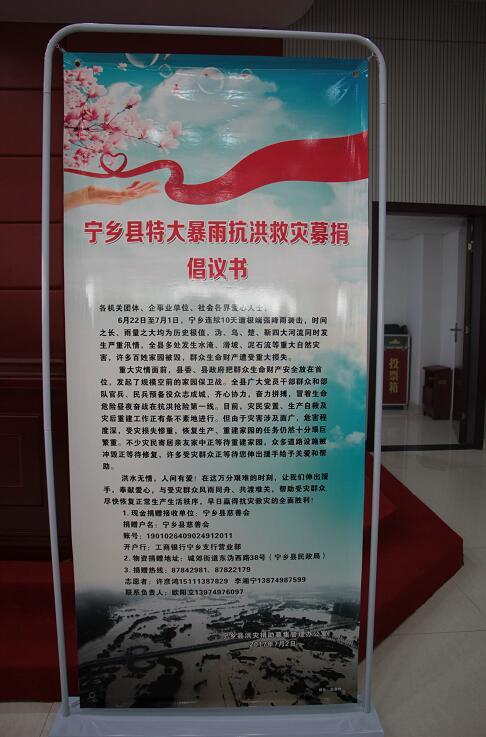 宁乡县特大暴雨抗洪救灾募捐
倡议书
各机关团体、企事业单位、社会各界爱心人士：
6月22日至7月1日，宁乡连续10天遭极端强降雨袭击，时间
之长、雨量之大均为历史极值，沩、乌、楚、靳四大河流同时发
生严重汛情，全县多处发生水淹、滑坡、泥石流等重大自然灾
害，许多百姓家园被毁，群众生命财产遭受重大损失。
重大灾情面前，县委、县政府把群众生命财产安全放在首
位，发起了规模空前的家园保卫战。全县广大党员干部群众和部
队官兵、民兵预备役众志成城，齐心协力，奋力拼搏，冒着生命
危险昼夜奋战在抗洪抢险第一线。目前，灾民安置、生产自救及
灾后重建工作正有条不紊地进行。但由于灾害涉及面广，危害程
度深，受灾损失惨重，恢复生产、重建家园的任务仍然十分艰巨
繁重。不少灾民寄居亲友家中正等待重建家园，众多道路设施被
冲毁正等待修复，许多受灾群众正等待您伸出援手给予关爱和帮
助。
洪水无情，人间有爱！在这万分艰难的时刻，让我们伸出援
手，奉献爱心，与受灾群众风雨同舟、共渡难关，帮助受灾群众
尽快恢复正常生产生活秩序，早日赢得抗灾救灾的全面胜利！
1.现金捐赠接收单位：宁乡县慈善会
捐赠户名：宁乡县慈善会
账号：1901026409024912011
开户行：工商银行宁乡支行营业部
2.物资捐赠地址：城郊街道东沩西路38号（宁乡县民政局）
3.捐赠热线：87842981、87822179
志愿者：许彦鸿15111387829 李湘宁13874987599
联系负责人：欧阳立13974976097
宁乡县洪灾捐助募集管理办公室
2017年7月2日
投票箱